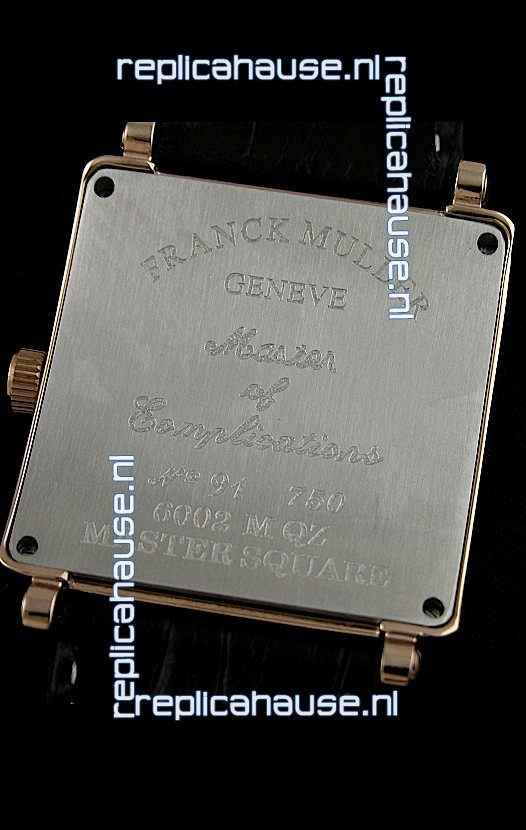 replicahause.nl
replicahause.nl
FRANCK MULLER
GENEVE
Master
of
Complications
No 91 750
6002 M QZ
MASTER SQUARE
replicahause.nl
replicahause.nl